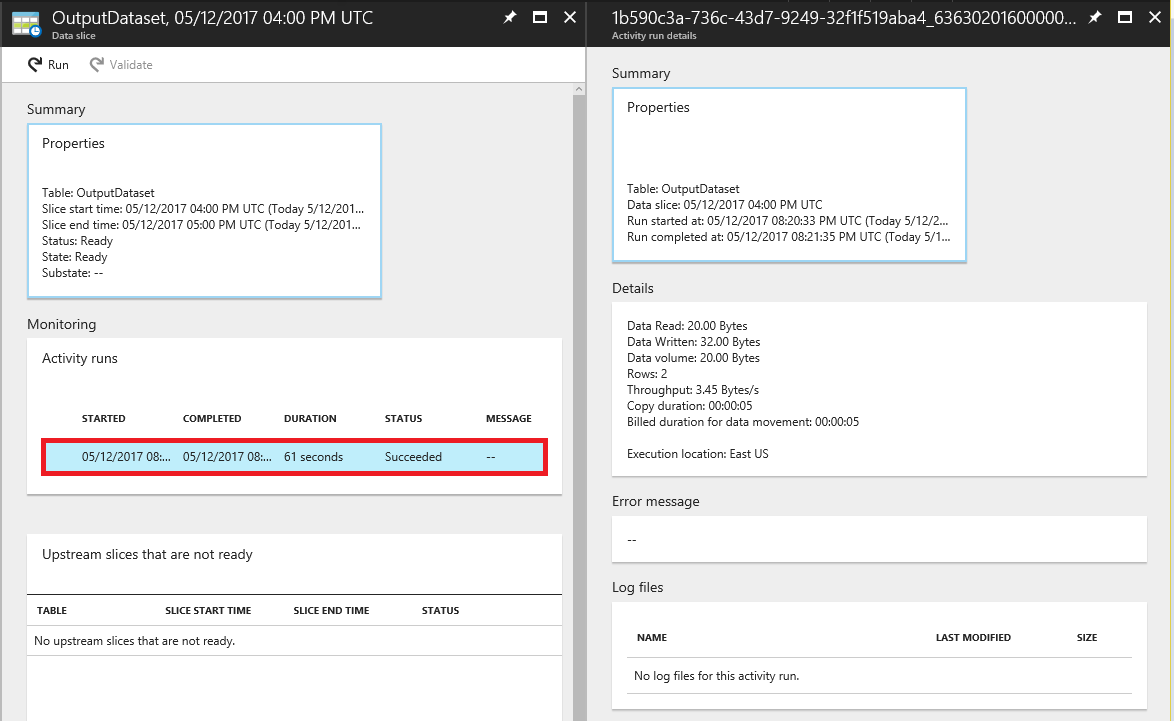 OutputDataset, 05/12/2017 04:00 PM UTC
Data slice
Run
Validate
Summary
Properties
Table: OutputDataset
Slice start time: 05/12/2017 04:00 PM UTC (Today 5/12/201...
Slice end time: 05/12/2017 05:00 PM UTC (Today 5/12/201...
Status: Ready
State: Ready
Substate: --
Monitoring
Activity runs
STARTED COMPLETED DURATION STATUS MESSAGE
05/12/2017 08:... 05/12/2017 08:... 61 seconds Succeeded --
Upstream slices that are not ready
TABLE SLICE START TIME SLICE END TIME STATUS
No upstream slices that are not ready.
1b590c3a-736c-43d7-9249-32f1f519aba4_63630201600000...
Activity run details
Summary
Properties
Table: OutputDataset
Data slice: 05/12/2017 04:00 PM UTC
Run started at: 05/12/2017 08:20:33 PM UTC (Today 5/12/2...
Run completed at: 05/12/2017 08:21:35 PM UTC (Today 5/1...
Details
Data Read: 20.00 Bytes
Data Written: 32.00 Bytes
Data volume: 20.00 Bytes
Rows: 2
Throughput: 3.45 Bytes/s
Copy duration: 00:00:05
Billed duration for data movement: 00:00:05
Execution location: East US
Error message
--
Log files
NAME LAST MODIFIED SIZE
No log files for this activity run.